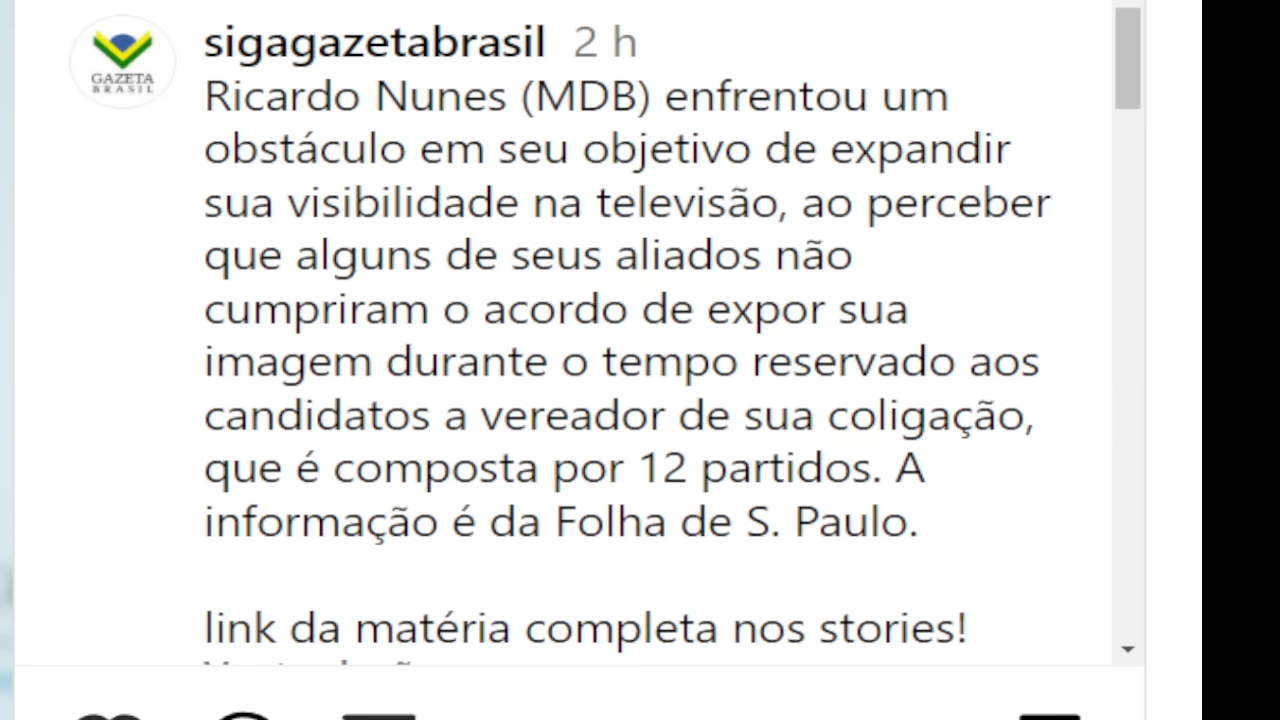 sigagazetabrasil 2 h
GAZETA
BRASIL
Ricardo Nunes (MDB) enfrentou um
obstáculo em seu objetivo de expandir
sua visibilidade na televisão, ao perceber
que alguns de seus aliados não
cumpriram o acordo de expor sua
imagem durante o tempo reservado aos
candidatos a vereador de sua coligação,
que é composta por 12 partidos. A
informação é da Folha de S. Paulo.
link da matéria completa nos stories!